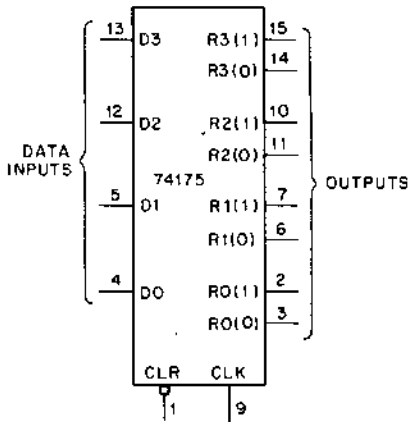 13 D3 R3(1) 15
R3(0) 14
12 D2 R2(1) 10
R2(0) 11
DATA
INPUTS
74175
OUTPUTS
5 D1 R1(1) 7
R1(0) 6
4 D0 R0(1) 2
R0(0) 3
CLR CLK
1 9